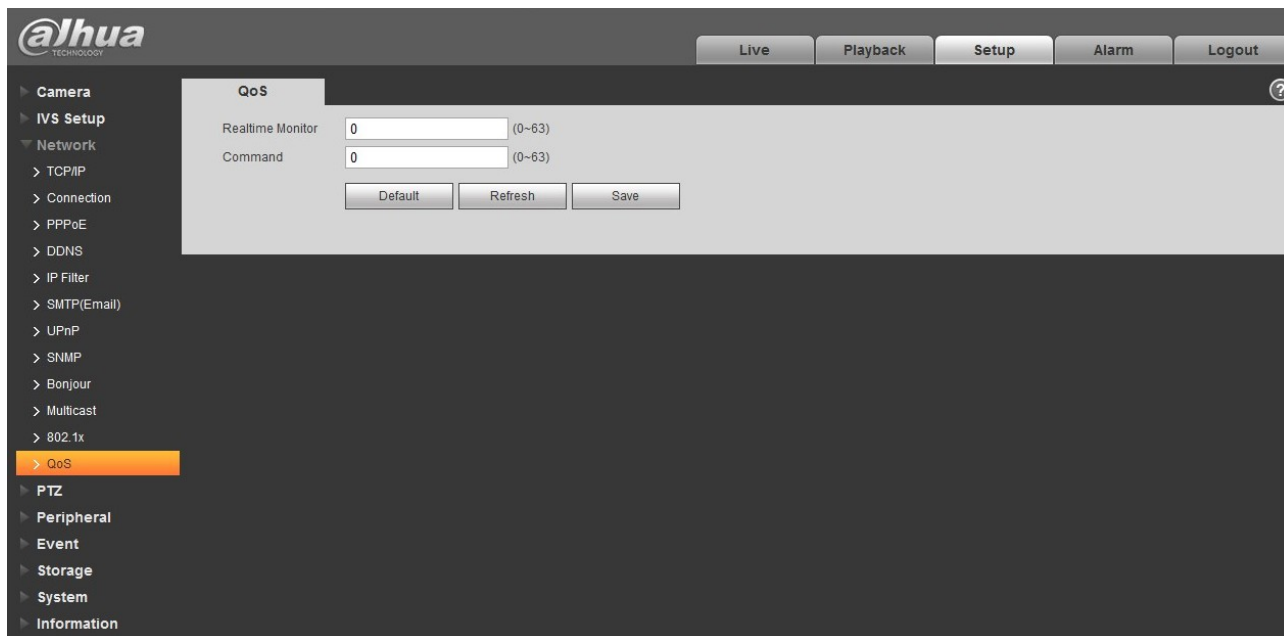 alhua
TECHNOLOGY
Live
Playback
Setup
Alarm
Logout
Camera
IVS Setup
Network
TCP/IP
Connection
PPPoE
DDNS
IP Filter
SMTP(Email)
UPnP
SNMP
Bonjour
Multicast
802.1x
QoS
PTZ
Peripheral
Event
Storage
System
Information
QoS
?
Realtime Monitor 0 (0~63)
Command 0 (0~63)
Default Refresh Save